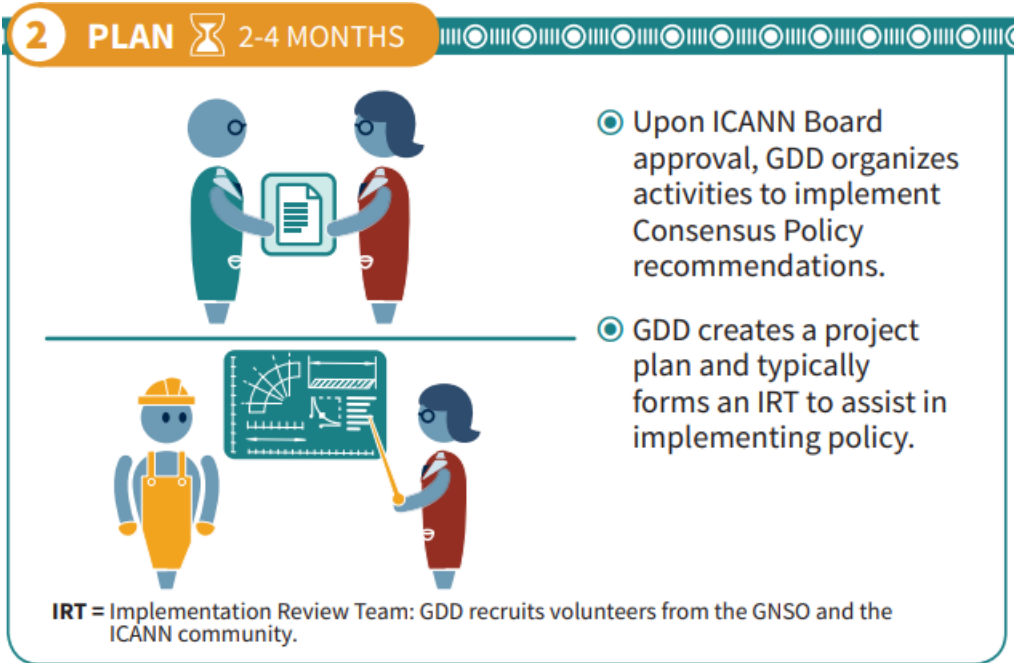 2 PLAN 2-4 MONTHS
Upon ICANN Board
approval, GDD organizes
activities to implement
Consensus Policy
recommendations.
GDD creates a project
plan and typically
forms an IRT to assist in
implementing policy.
IRT = Implementation Review Team: GDD recruits volunteers from the GNSO and the
ICANN community.